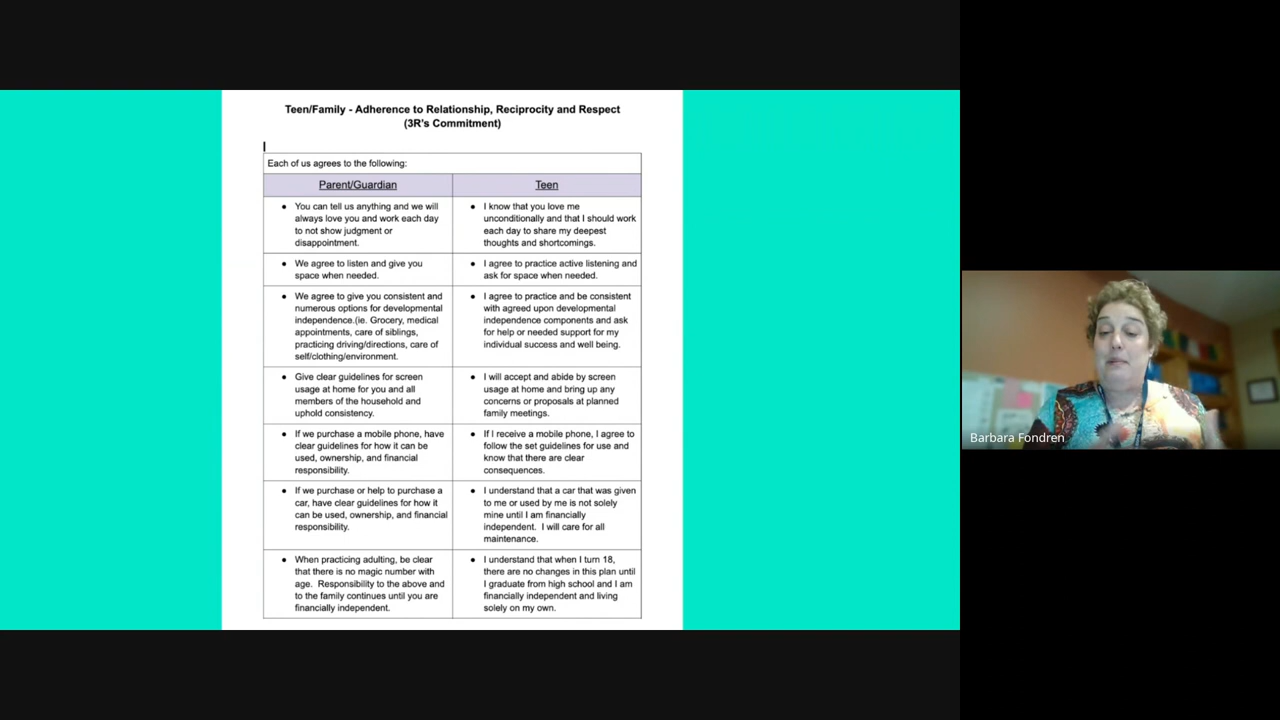 Teen/Family - Adherence to Relationship, Reciprocity and Respect
(3R's Commitment)
Each of us agrees to the following:
Parent/Guardian
Teen
● You can tell us anything and we will
always love you and work each day
to not show judgment or
disappointment.
● I know that you love me
unconditionally and that I should work
each day to share my deepest
thoughts and shortcomings.
● We agree to listen and give you
space when needed.
● I agree to practice active listening and
ask for space when needed.
● We agree to give you consistent and
numerous options for developmental
independence.(ie. Grocery, medical
appointments, care of siblings,
practicing driving/directions, care of
self/clothing/environment.
● I agree to practice and be consistent
with agreed upon developmental
independence components and ask
for help or needed support for my
individual success and well being.
● Give clear guidelines for screen
usage at home for you and all
members of the household and
uphold consistency.
● I will accept and abide by screen
usage at home and bring up any
concerns or proposals at planned
family meetings.
● If we purchase a mobile phone, have
clear guidelines for how it can be
used, ownership, and financial
responsibility.
● If I receive a mobile phone, I agree to
follow the set guidelines for use and
know that there are clear
consequences.
● If we purchase or help to purchase a
car, have clear guidelines for how it
can be used, ownership, and financial
responsibility.
● I understand that a car that was given
to me or used by me is not solely
mine until I am financially
independent.  I will care for all
maintenance.
● When practicing adulting, be clear
that there is no magic number with
age.  Responsibility to the above and
to the family continues until you are
financially independent.
● I understand that when I turn 18,
there are no changes in this plan until
I graduate from high school and I am
financially independent and living
solely on my own.
Barbara Fondren